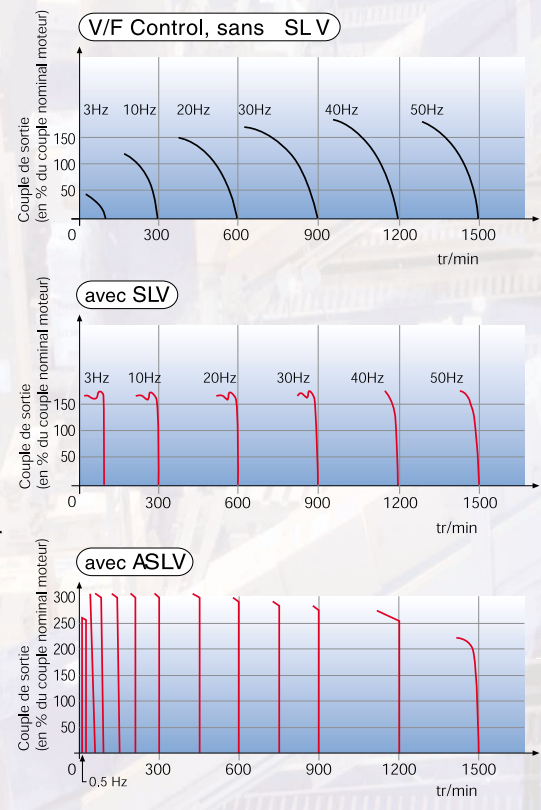 V/F Control, sans SLV
Couple de sortie
(en % du couple nominal moteur)
3Hz 10Hz 20Hz 30Hz 40Hz 50Hz
150
100
50
0 300 600 900 1200 1500
tr/min
avec SLV
Couple de sortie
(en % du couple nominal moteur)
3Hz 10Hz 20Hz 30Hz 40Hz 50Hz
150
100
50
0 300 600 900 1200 1500
tr/min
avec ASLV
Couple de sortie
(en % du couple nominal moteur)
300
250
200
150
100
50
0 300 600 900 1200 1500
0,5 Hz
tr/min